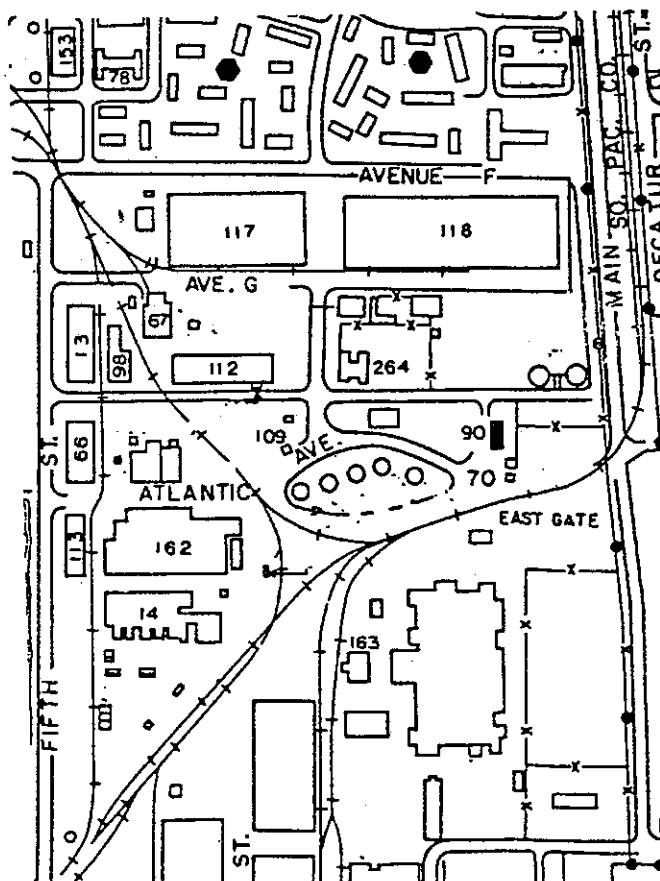 153
78
ST.
MAIN SO. PAC. CO.
DECATUR
AVENUE F
117
118
AVE. G
67
13
98
112
264
109
AVE.
90
ST.
66
70
ATLANTIC
EAST GATE
113
162
14
163
FIFTH
ST.